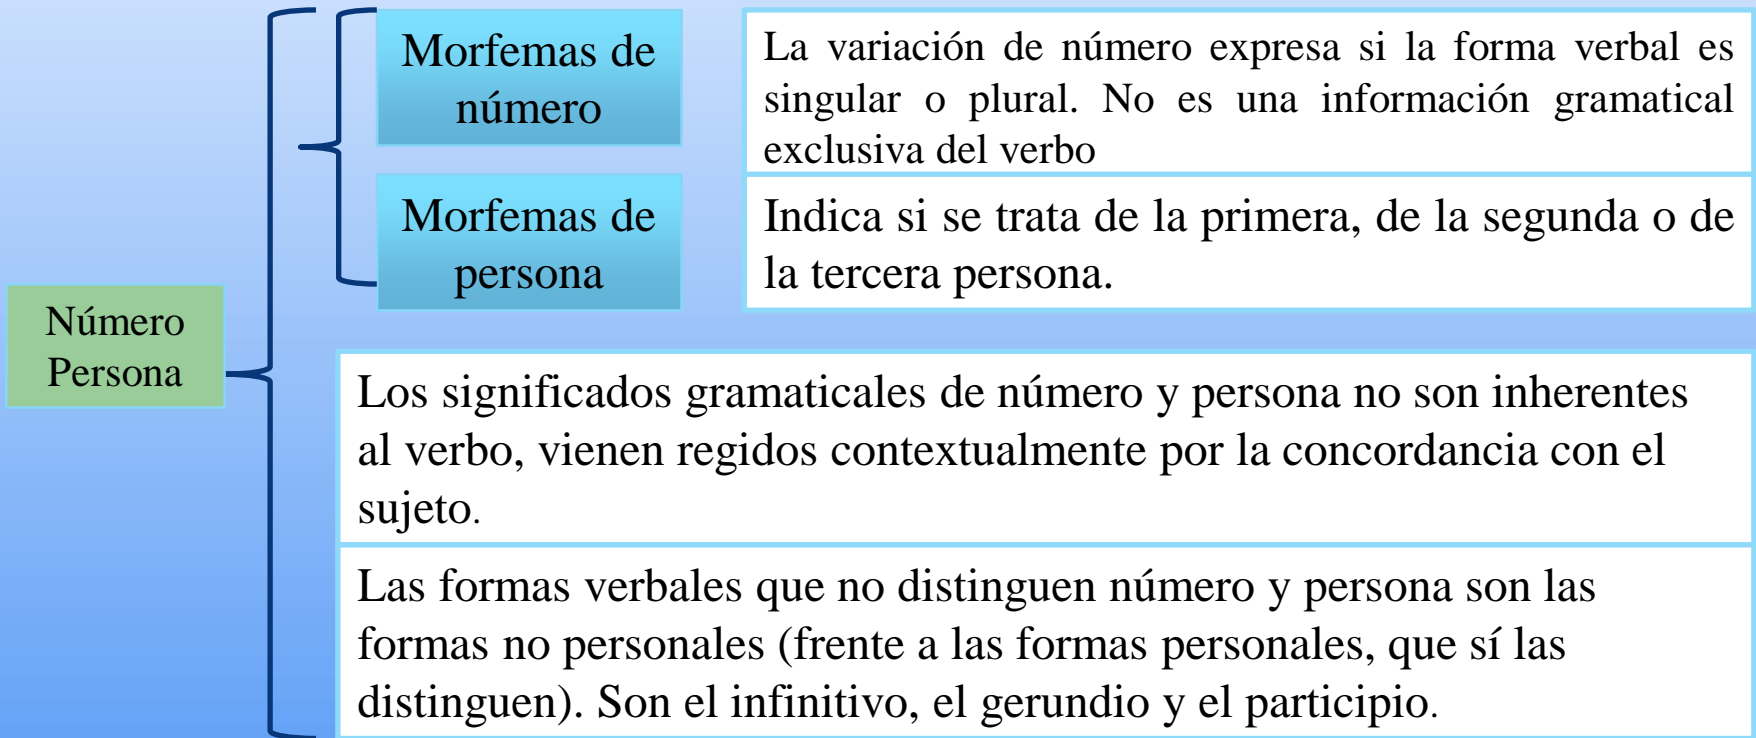 Morfemas de
número
La variación de número expresa si la forma verbal es
singular o plural. No es una información gramatical
exclusiva del verbo
Morfemas de
persona
Indica si se trata de la primera, de la segunda o de
la tercera persona.
Número
Persona
Los significados gramaticales de número y persona no son inherentes
al verbo, vienen regidos contextualmente por la concordancia con el
sujeto.
Las formas verbales que no distinguen número y persona son las
formas no personales (frente a las formas personales, que sí las
distinguen). Son el infinitivo, el gerundio y el participio.